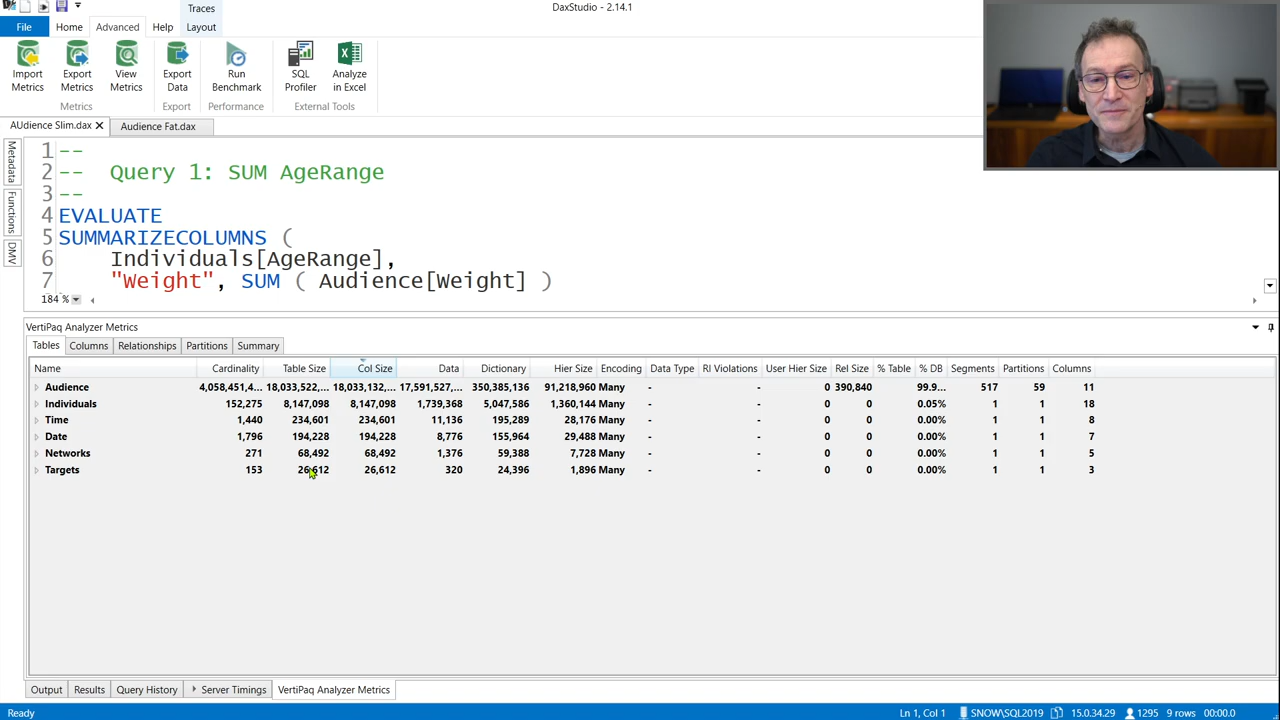 Traces
DaxStudio - 2.14.1
File Home Advanced Help Layout
Import Metrics
Export Metrics
View Metrics
Export Data
Run Benchmark
SQL Profiler
Analyze in Excel
Metrics Export Performance External Tools
AUdience Slim.dax Audience Fat.dax
Metadata
Functions
DMV
1 --
2 -- Query 1: SUM AgeRange
3 --
4 EVALUATE
5 SUMMARIZECOLUMNS (
6 Individuals[AgeRange],
7 "Weight", SUM ( Audience[Weight] )
184 %
VertiPaq Analyzer Metrics
Tables Columns Relationships Partitions Summary
Name Cardinality Table Size Col Size Data Dictionary Hier Size Encoding Data Type RI Violations User Hier Size Rel Size % Table % DB Segments Partitions Columns
Audience 4,058,451,4... 18,033,522,... 18,033,132,... 17,591,527,... 350,385,136 91,218,960 Many - - 0 390,840 99.9... 517 59 11
Individuals 152,275 8,147,098 8,147,098 1,739,368 5,047,586 1,360,144 Many - - 0 0 0.05% 1 1 18
Time 1,440 234,601 234,601 11,136 195,289 28,176 Many - - 0 0 0.00% 1 1 8
Date 1,796 194,228 194,228 8,776 155,964 29,488 Many - - 0 0 0.00% 1 1 7
Networks 271 68,492 68,492 1,376 59,388 7,728 Many - - 0 0 0.00% 1 1 5
Targets 153 26,612 26,612 320 24,396 1,896 Many - - 0 0 0.00% 1 1 3
Output Results Query History Server Timings VertiPaq Analyzer Metrics
Ready Ln 1, Col 1 SNOW\SQL2019 15.0.34.29 1295 9 rows 00:00.0